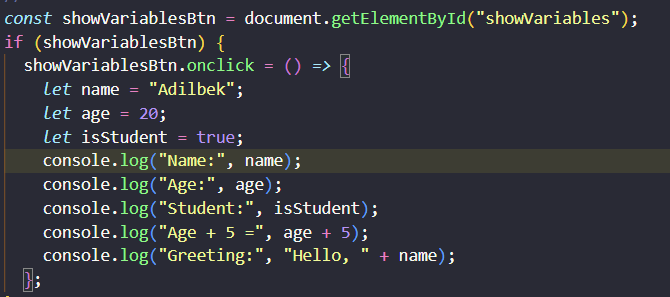 const showVariablesBtn = document.getElementById("showVariables");
if (showVariablesBtn) {
  showVariablesBtn.onclick = () => {
    let name = "Adilbek";
    let age = 20;
    let isStudent = true;
    console.log("Name:", name);
    console.log("Age:", age);
    console.log("Student:", isStudent);
    console.log("Age + 5 =", age + 5);
    console.log("Greeting:", "Hello, " + name);
  };